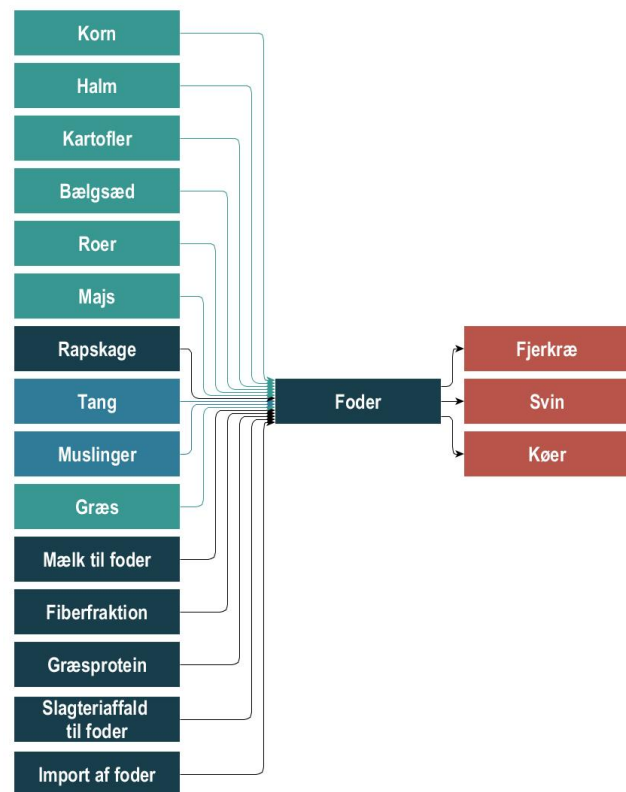 Korn
Halm
Kartofler
Bælgsæd
Roer
Majs
Rapskage
Tang
Muslinger
Græs
Mælk til foder
Fiberfraktion
Græsprotein
Slagteriaffald
til foder
Import af foder
Foder
Fjerkræ
Svin
Køer